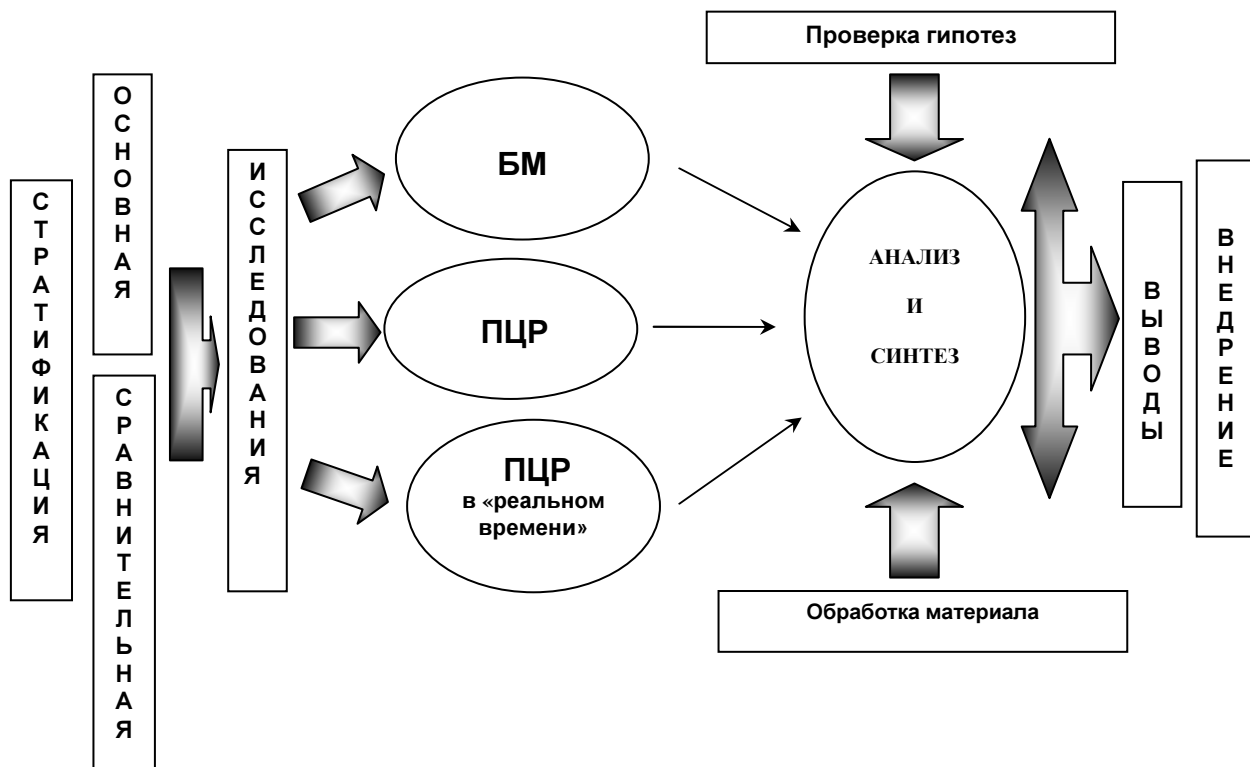 СТРАТИФИКАЦИЯ
ОСНОВНАЯ
СРАВНИТЕЛЬНАЯ
ИССЛЕДОВАНИЯ
БМ
ПЦР
ПЦР
в «реальном
времени»
Проверка гипотез
АНАЛИЗ
И
СИНТЕЗ
Обработка материала
ВЫВОДЫ
ВНЕДРЕНИЕ